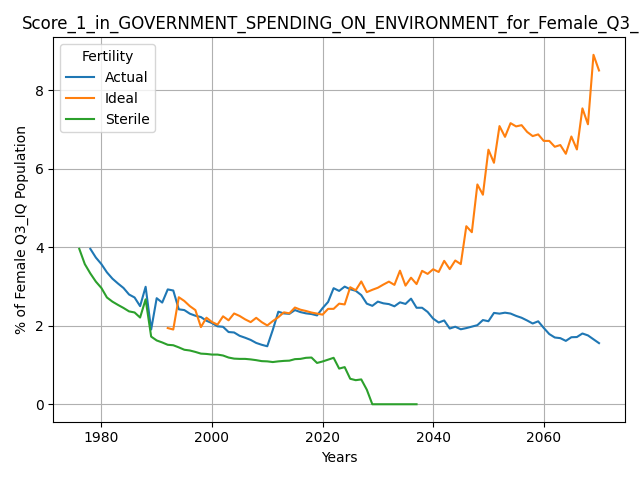 Score_1_in_GOVERNMENT_SPENDING_ON_ENVIRONMENT_for_Female_Q3_
Fertility
Actual
Ideal
Sterile
% of Female Q3_IQ Population
8
6
4
2
0
1980 2000 2020 2040 2060
Years